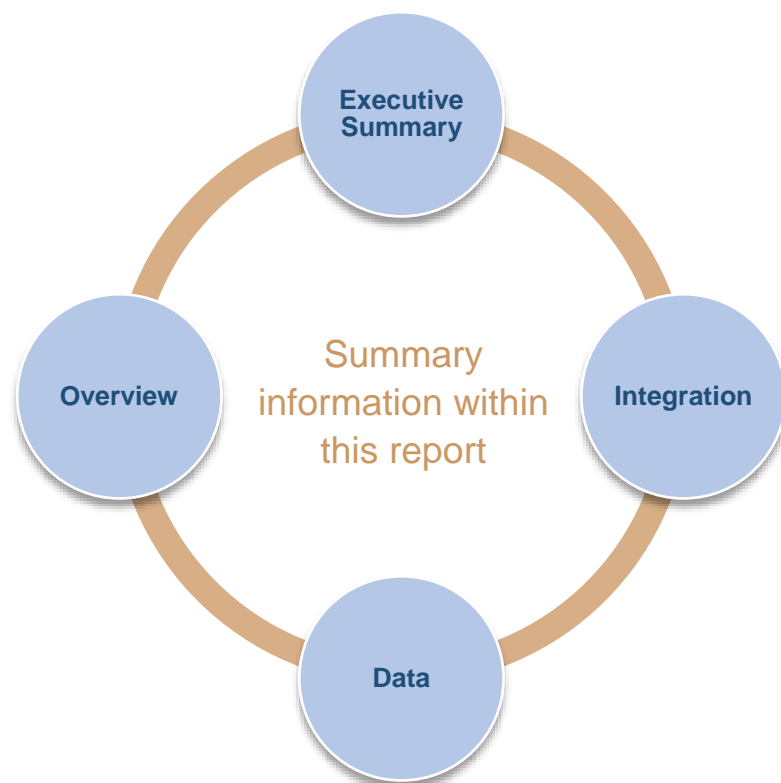 Executive
Summary
Overview
Summary
information within
this report
Integration
Data